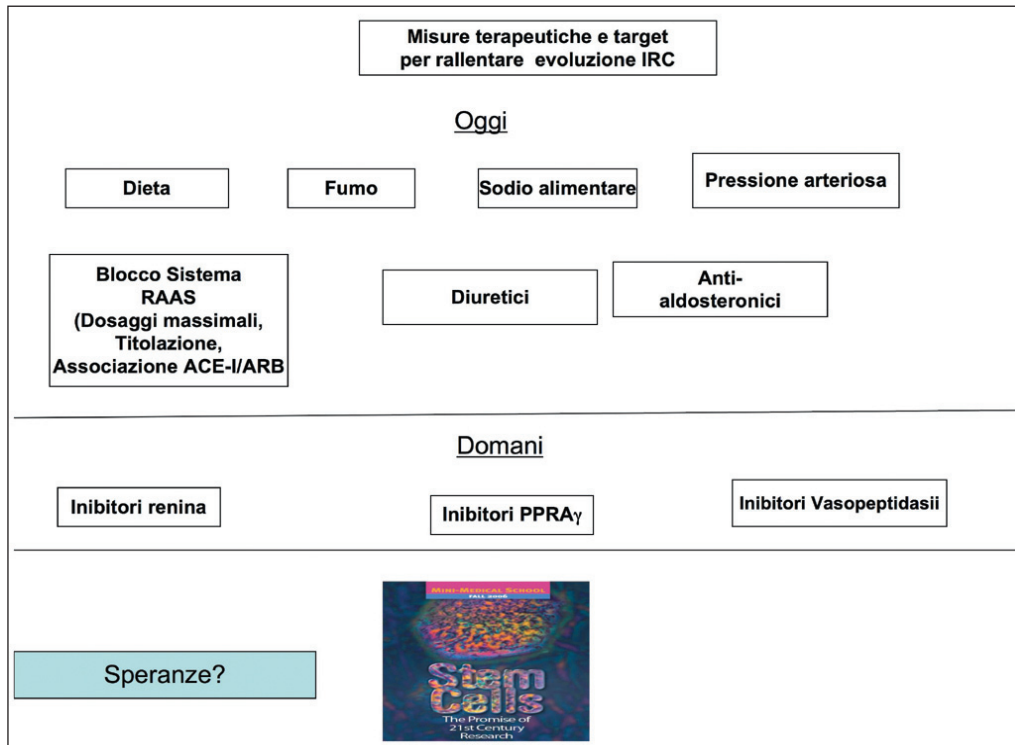 Misure terapeutiche e target
per rallentare evoluzione IRC
Oggi
Dieta
Fumo
Sodio alimentare
Pressione arteriosa
Blocco Sistema
RAAS
(Dosaggi massimali,
Titolazione,
Associazione ACE-I/ARB
Diuretici
Anti-
aldosteronici
Domani
Inibitori renina
Inibitori PPRAγ
Inibitori Vasopeptidasii
MINI-MEDICAL SCHOOL
FALL 2006
Speranze?
Stem
Cells
The Promise of
21st Century
Research